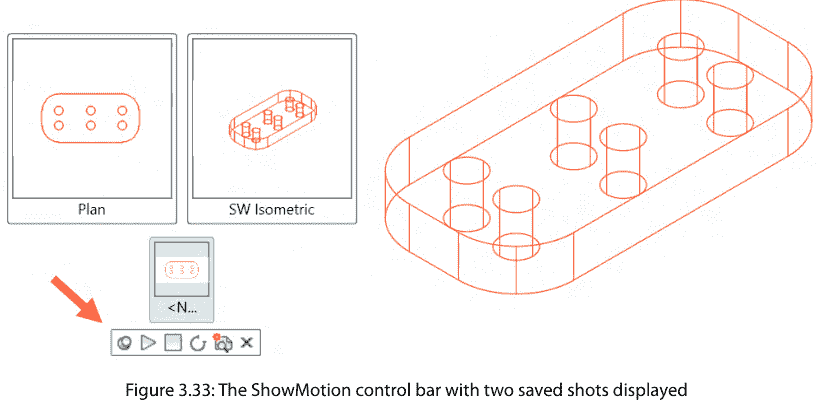 Plan
SW Isometric
<N...
Figure 3.33: The ShowMotion control bar with two saved shots displayed